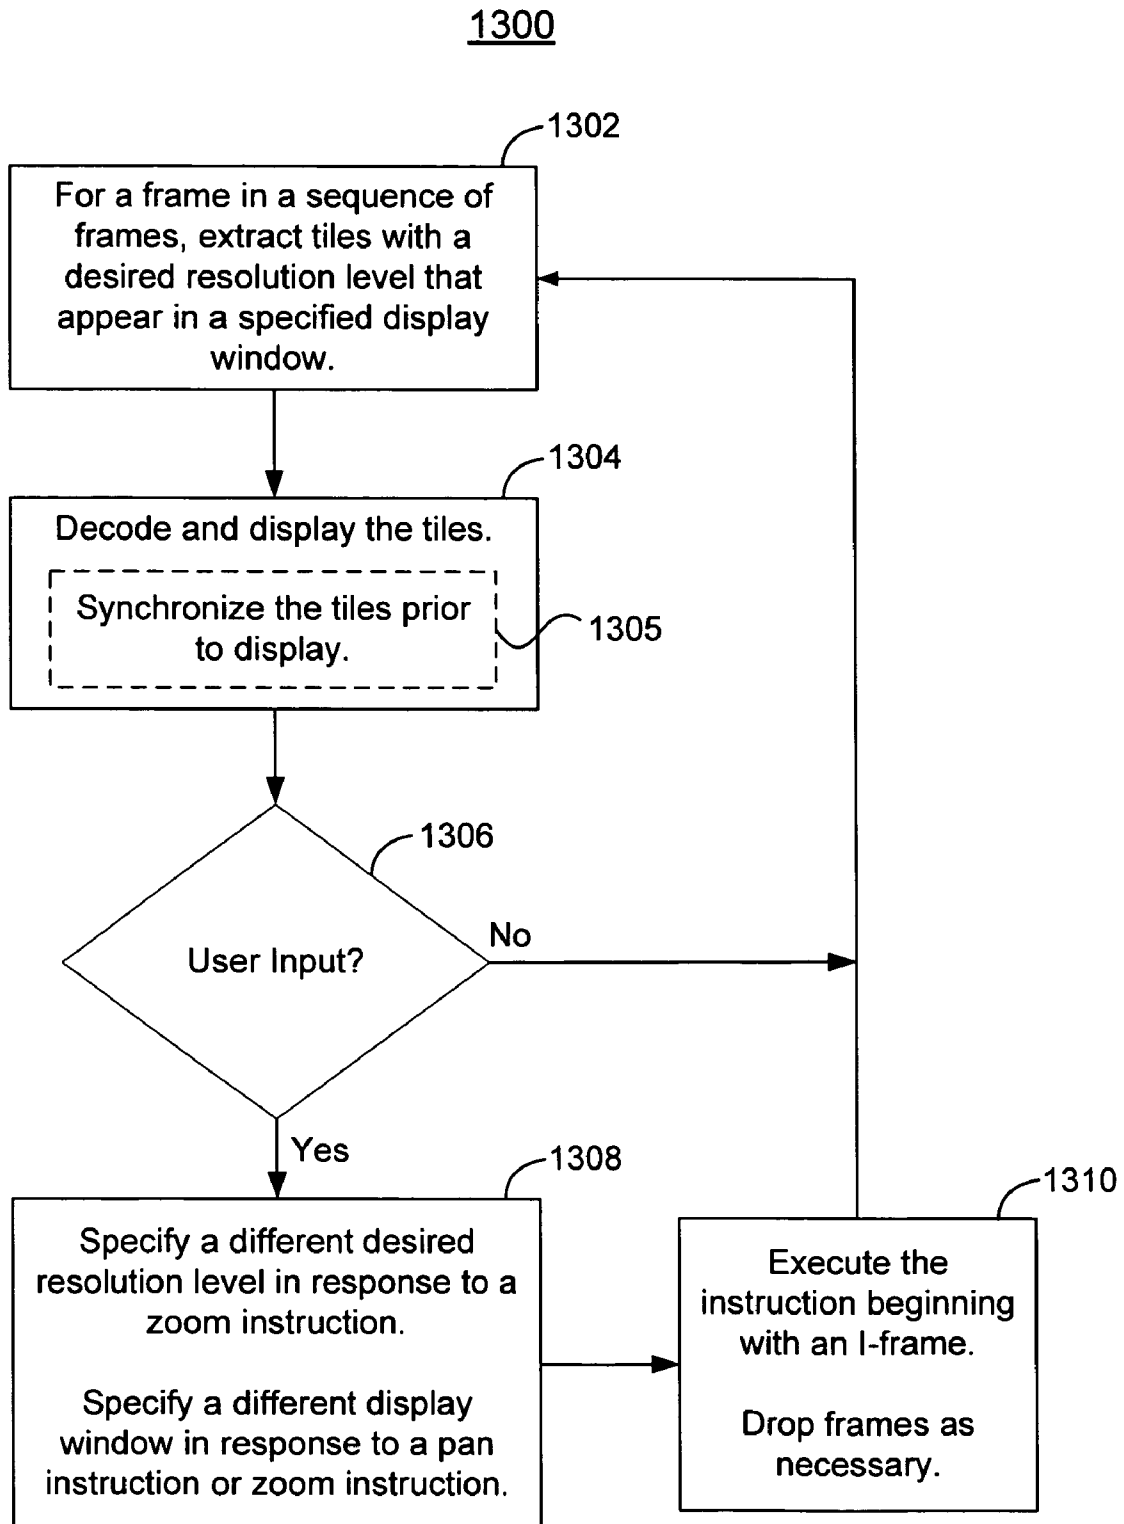 1300
1302
For a frame in a sequence of
frames, extract tiles with a
desired resolution level that
appear in a specified display
window.
1304
Decode and display the tiles.
Synchronize the tiles prior
to display.
1305
1306
User Input?
No
Yes
1308
Specify a different desired
resolution level in response to a
zoom instruction.
Specify a different display
window in response to a pan
instruction or zoom instruction.
1310
Execute the
instruction beginning
with an I-frame.
Drop frames as
necessary.